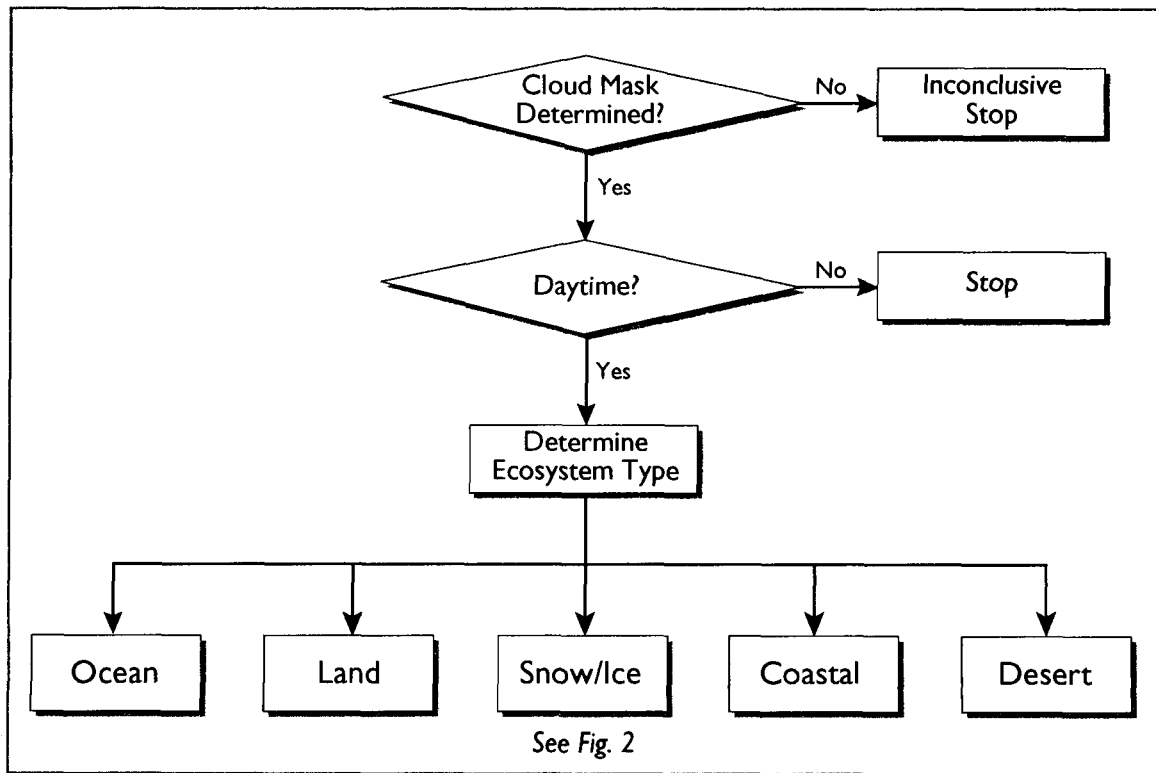 Cloud Mask
Determined?
No
Inconclusive
Stop
Yes
Daytime?
No
Stop
Yes
Determine
Ecosystem Type
Ocean
Land
Snow/Ice
Coastal
Desert
See Fig. 2